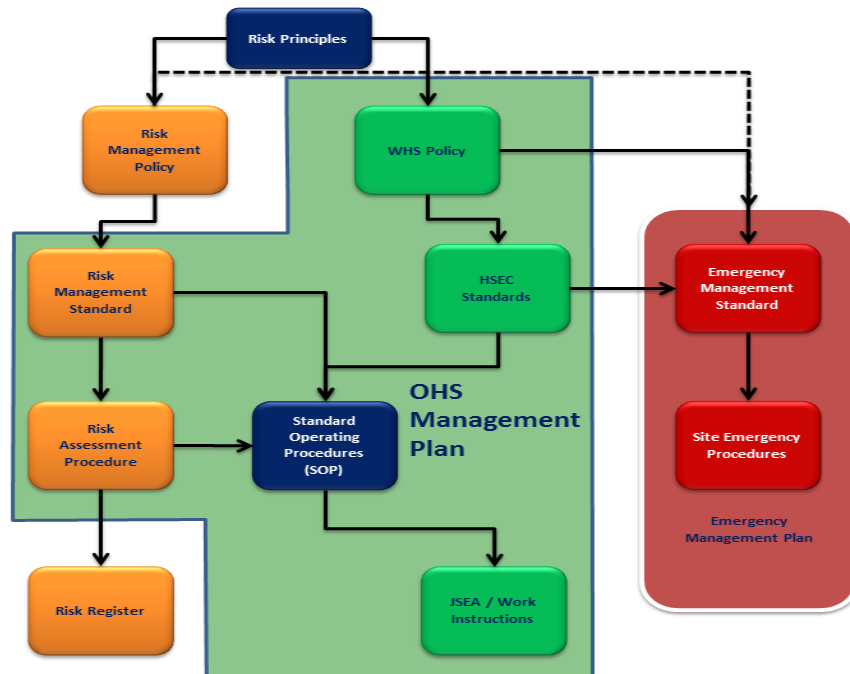 Risk Principles
Risk
Management
Policy
WHS Policy
Risk
Management
Standard
HSEC
Standards
Emergency
Management
Standard
Risk
Assessment
Procedure
Standard
Operating
Procedures
(SOP)
OHS
Management
Plan
Site Emergency
Procedures
Emergency
Management Plan
Risk Register
JSEA / Work
Instructions